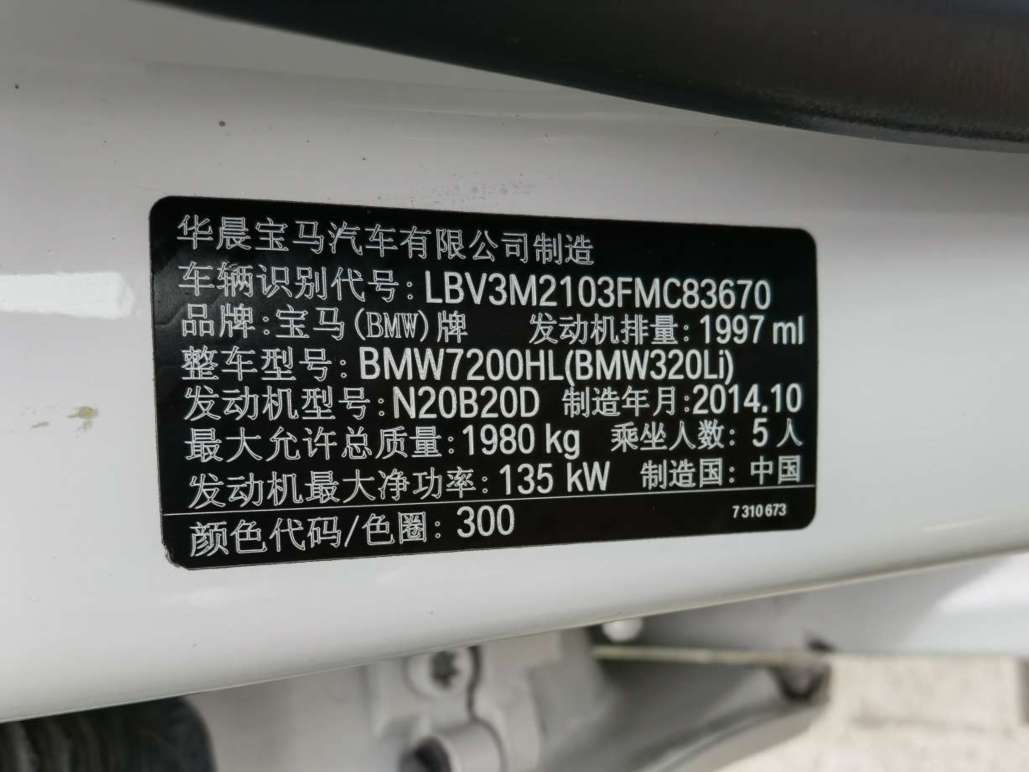 华晨宝马汽车有限公司制造
车辆识别代号: LBV3M2103FMC83670
品牌: 宝马(BMW)牌 发动机排量: 1997 ml
整车型号: BMW7200HL(BMW320Li)
发动机型号: N20B20D 制造年月: 2014.10
最大允许总质量: 1980 kg 乘坐人数: 5 人
发动机最大净功率: 135 kW 制造国: 中国
颜色代码/色圈: 300 7 310 673